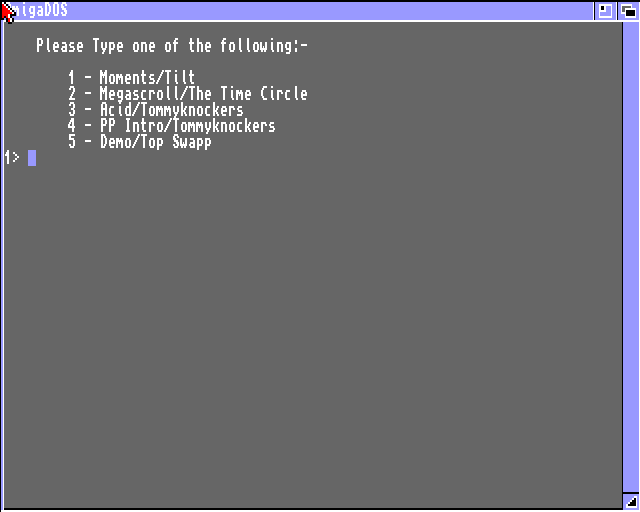 AmigaDOS
Please Type one of the following:-
1 - Moments/Tilt
2 - Megascroll/The Time Circle
3 - Acid/Tommyknockers
4 - PP Intro/Tommyknockers
5 - Demo/Top Swapp
1>